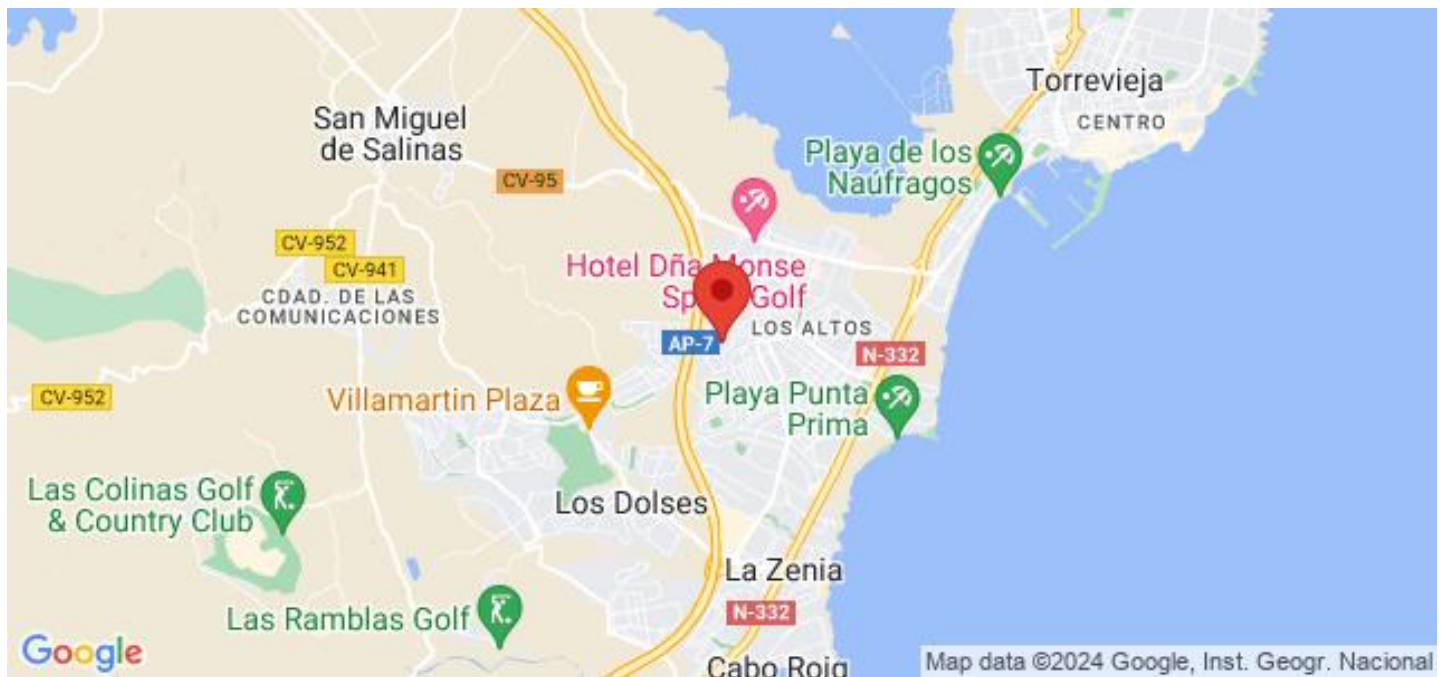 Torrevieja
CENTRO
San Miguel
de Salinas
Playa de los
Naúfragos
CV-95
CV-952
CV-941
Hotel Dña Monse
Sp Golf
CDAD. DE LAS
COMUNICACIONES
LOS ALTOS
AP-7
N-332
CV-952
Villamartin Plaza
Playa Punta
Prima
Las Colinas Golf
& Country Club
Los Dolses
La Zenia
Las Ramblas Golf
N-332
Google
Cabo Roig
Map data ©2024 Google, Inst. Geogr. Nacional